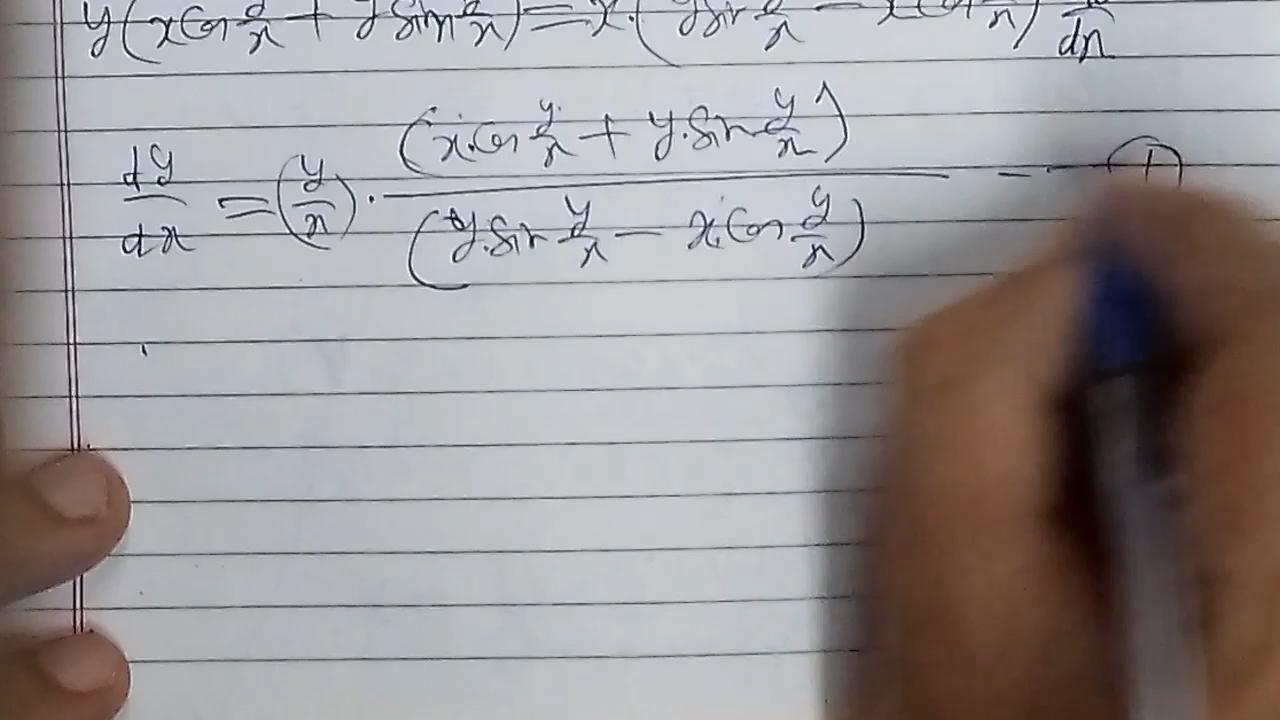 y(x cos y/x + y sin y/x) = x.(y sin y/x - x cos y/x) dy/dx
dy/dx = (y/x) . (x.cos y/x + y.sin y/x) / (y.sin y/x - x.cos y/x) --- (1)